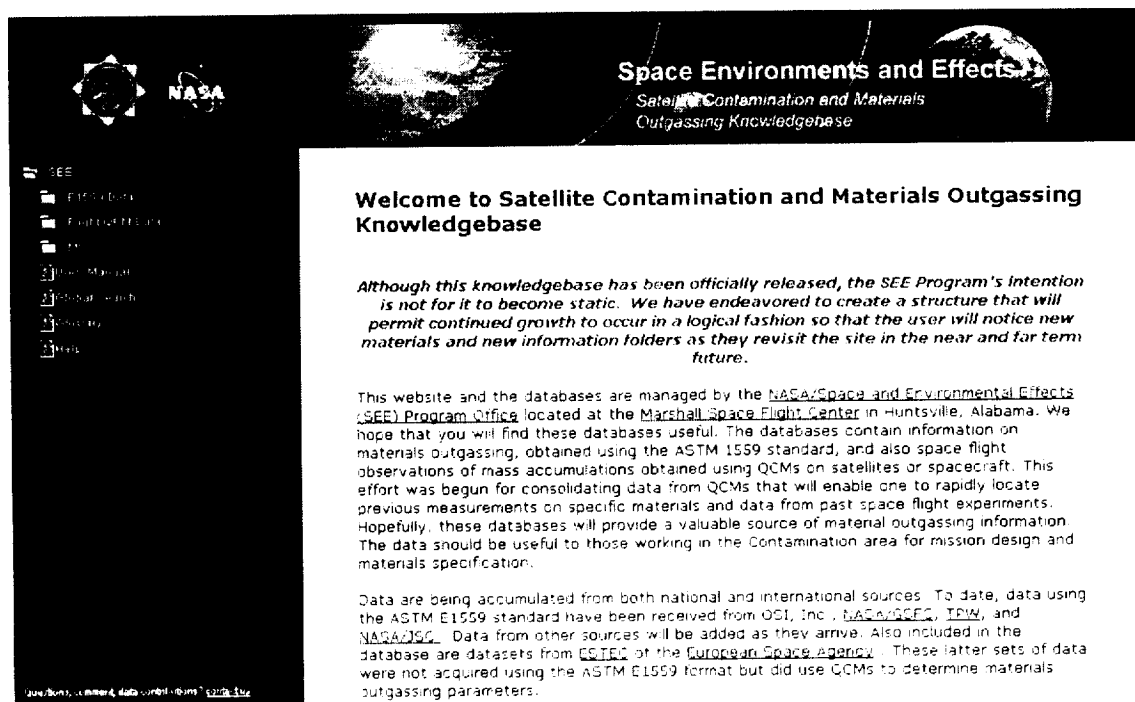 NASA
Space Environments and Effects
Satellite Contamination and Materials
Outgassing Knowledgebase
SEE
E1559 Data
User Manual
Global Search
Glossary
Help
Welcome to Satellite Contamination and Materials Outgassing
Knowledgebase
Although this knowledgebase has been officially released, the SEE Program's intention
is not for it to become static. We have endeavored to create a structure that will
permit continued growth to occur in a logical fashion so that the user will notice new
materials and new information folders as they revisit the site in the near and far term
future.
This website and the databases are managed by the NASA/Space and Environmental Effects
(SEE) Program Office located at the Marshall Space Flight Center in Huntsville, Alabama. We
hope that you will find these databases useful. The databases contain information on
materials outgassing, obtained using the ASTM 1559 standard, and also space flight
observations of mass accumulations obtained using QCMs on satellites or spacecraft. This
effort was begun for consolidating data from QCMs that will enable one to rapidly locate
previous measurements on specific materials and data from past space flight experiments.
Hopefully, these databases will provide a valuable source of material outgassing information.
The data should be useful to those working in the Contamination area for mission design and
materials specification.
Data are being accumulated from both national and international sources. To date, data using
the ASTM E1559 standard have been received from OSI, Inc., NASA/GSFC, TRW, and
NASA/JSC. Data from other sources will be added as they arrive. Also included in the
database are datasets from ESTEC of the European Space Agency. These latter sets of data
were not acquired using the ASTM E1559 format but did use QCMs to determine materials
outgassing parameters.
Questions, comment, data contributions? contact us